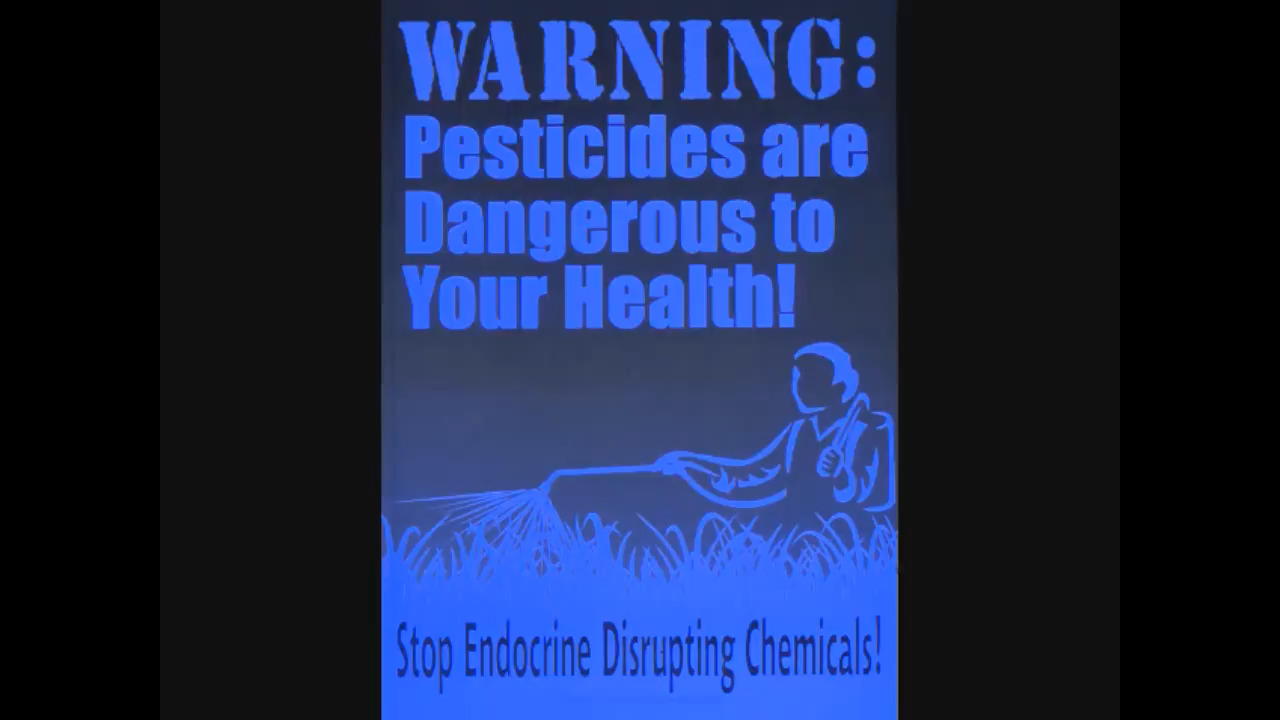 WARNING:
Pesticides are
Dangerous to
Your Health!
Stop Endocrine Disrupting Chemicals!